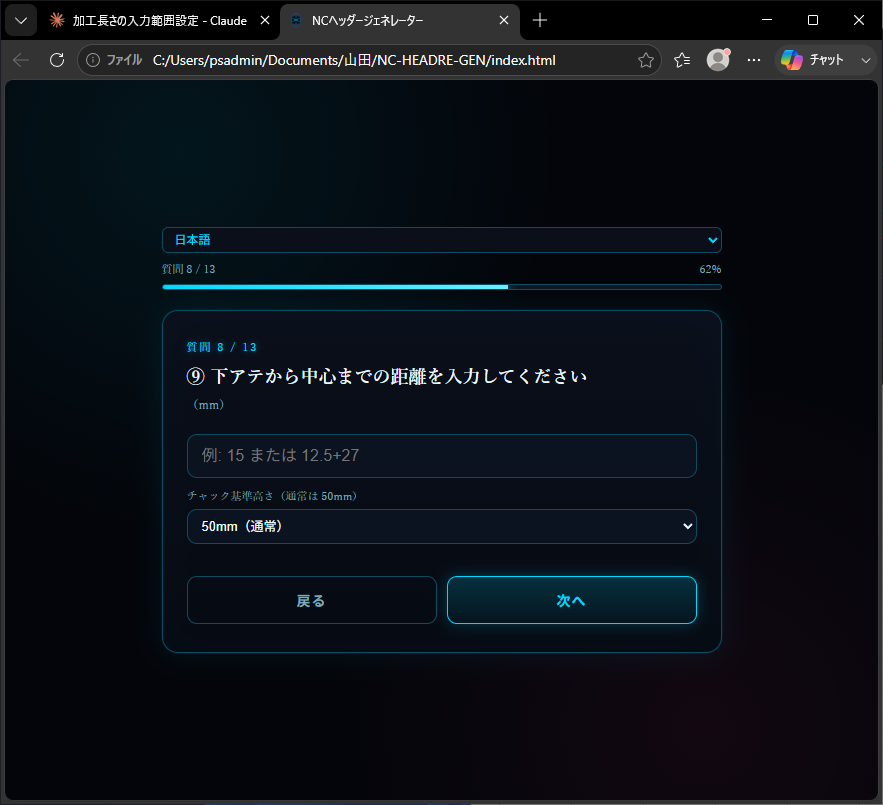 加工長さの入力範囲設定 - Claude
NCヘッダージェネレーター
ファイル
C:/Users/psadmin/Documents/山田/NC-HEADRE-GEN/index.html
チャット
日本語
質問 8 / 13
62%
質問 8 / 13
⑨ 下アテから中心までの距離を入力してください
（mm）
例: 15 または 12.5+27
チャック基準高さ（通常は 50mm）
50mm（通常）
戻る
次へ